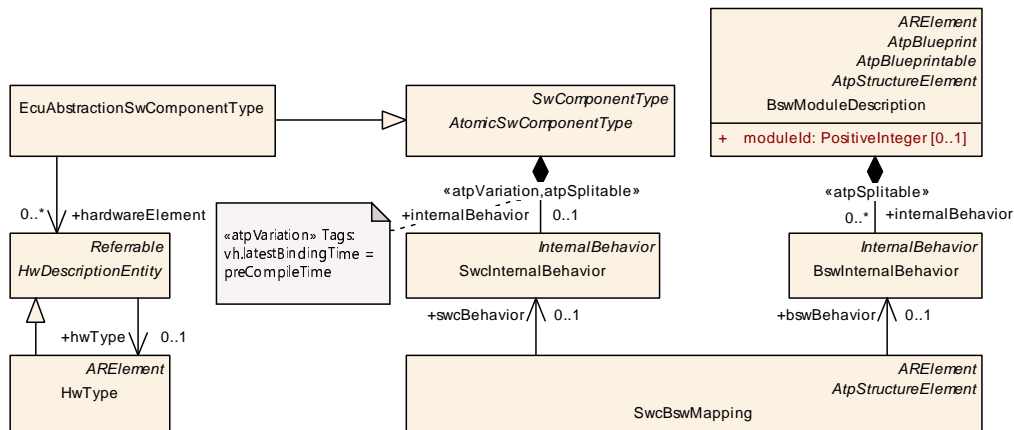 ARElement
AtpBlueprint
AtpBlueprintable
AtpStructureElement
BswModuleDescription
+ moduleId: PositiveInteger [0..1]
EcuAbstractionSwComponentType
SwComponentType
AtomicSwComponentType
«atpVariation,atpSplitable»
+internalBehavior 0..1
«atpSplitable»
0..* +internalBehavior
0..* +hardwareElement
«atpVariation» Tags:
vh.latestBindingTime =
preCompileTime
Referrable
HwDescriptionEntity
InternalBehavior
SwcInternalBehavior
InternalBehavior
BswInternalBehavior
+hwType 0..1
+swcBehavior 0..1
+bswBehavior 0..1
ARElement
HwType
ARElement
AtpStructureElement
SwcBswMapping